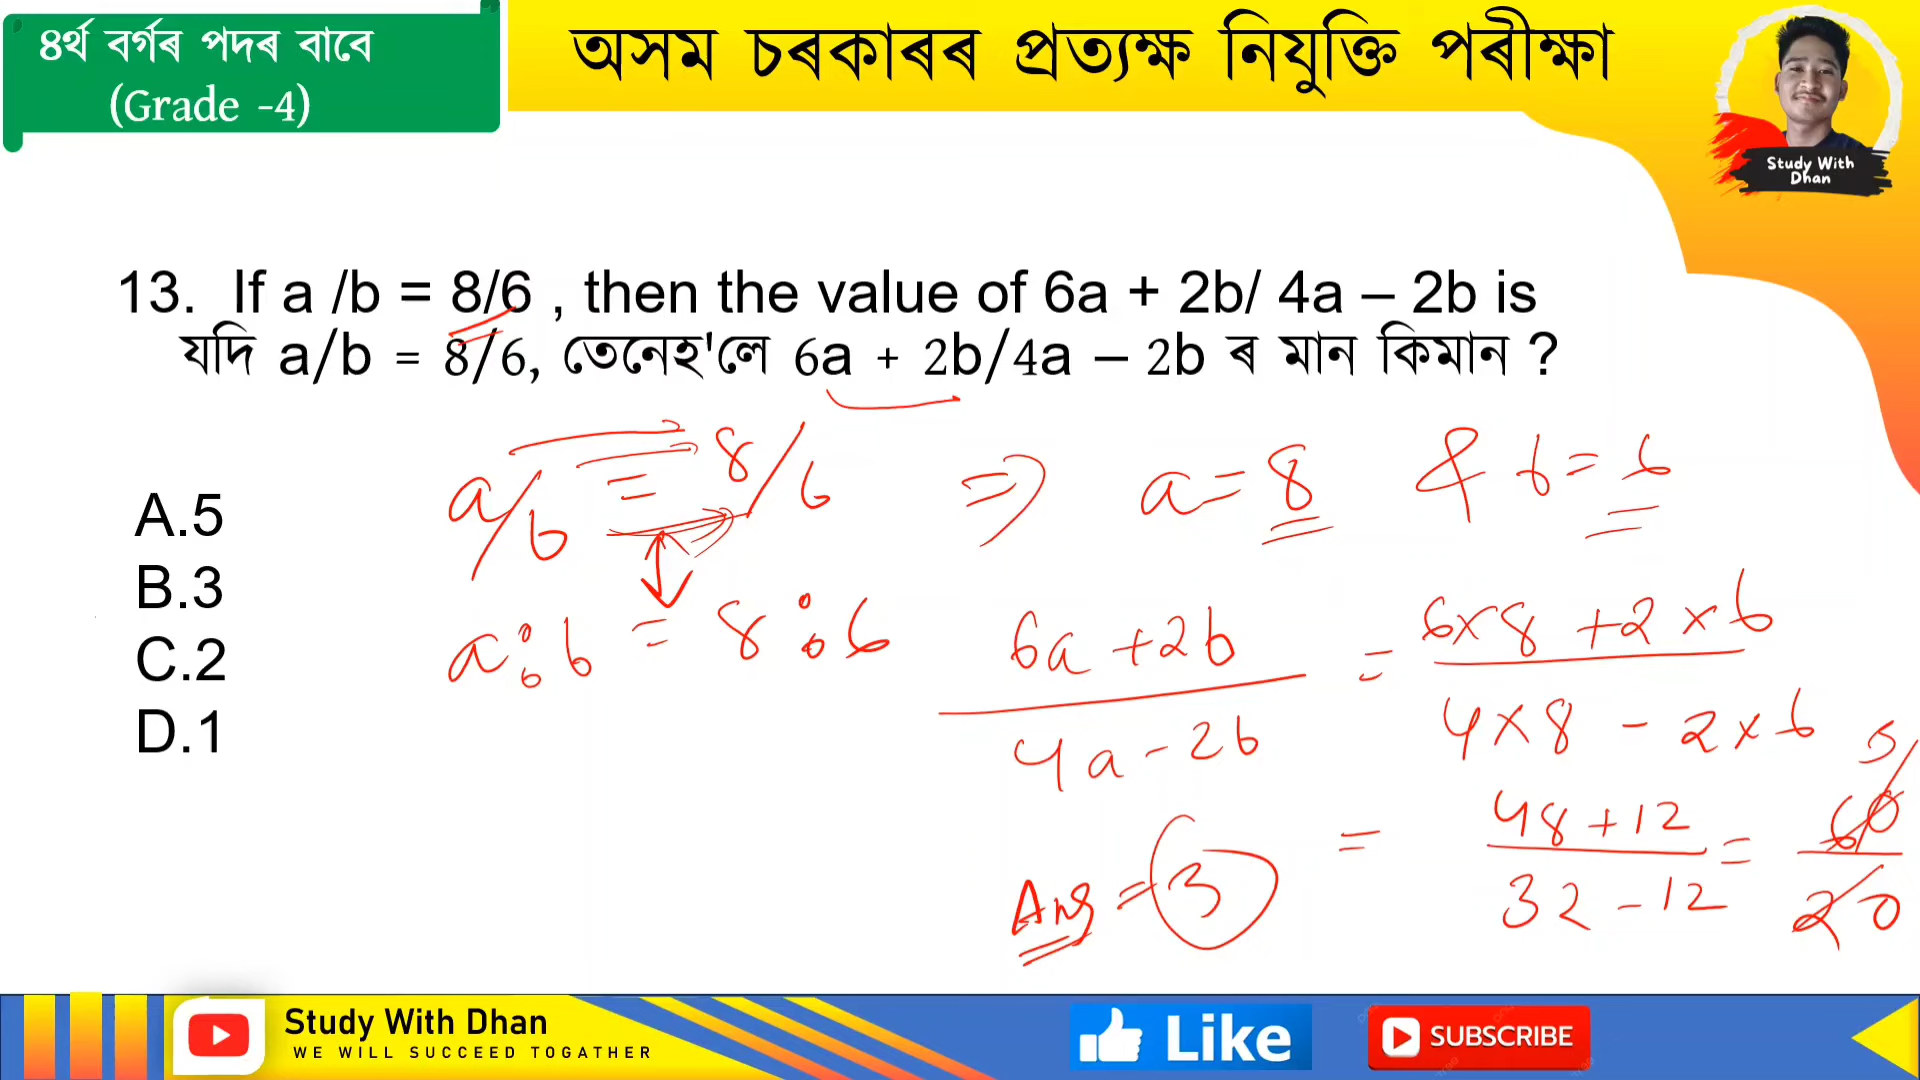 ৪ৰ্থ বৰ্গৰ পদৰ বাবে
(Grade -4)
অসম চৰকাৰৰ প্ৰত্যক্ষ নিযুক্তি পৰীক্ষা
Study With
Dhan
13. If a /b = 8/6 , then the value of 6a + 2b/ 4a – 2b is
যদি a/b = 8/6, তেনেহ'লে 6a + 2b/4a – 2b ৰ মান কিমান ?
A.5
B.3
C.2
D.1
a/b = 8/6 ⇒ a = 8 & b = 6
a:b = 8:6
6a + 2b / 4a - 2b = 6×8 + 2×6 / 4×8 - 2×6
= 48 + 12 / 32 - 12 = 60 / 20
Ans = 3
Study With Dhan
WE WILL SUCCEED TOGATHER
Like
SUBSCRIBE